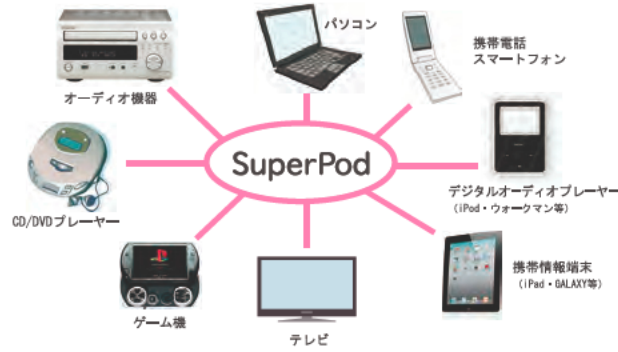 パソコン
携帯電話
スマートフォン
オーディオ機器
SuperPod
デジタルオーディオプレーヤー
（iPod・ウォークマン等）
CD/DVDプレーヤー
携帯情報端末
（iPad・GALAXY等）
ゲーム機
テレビ